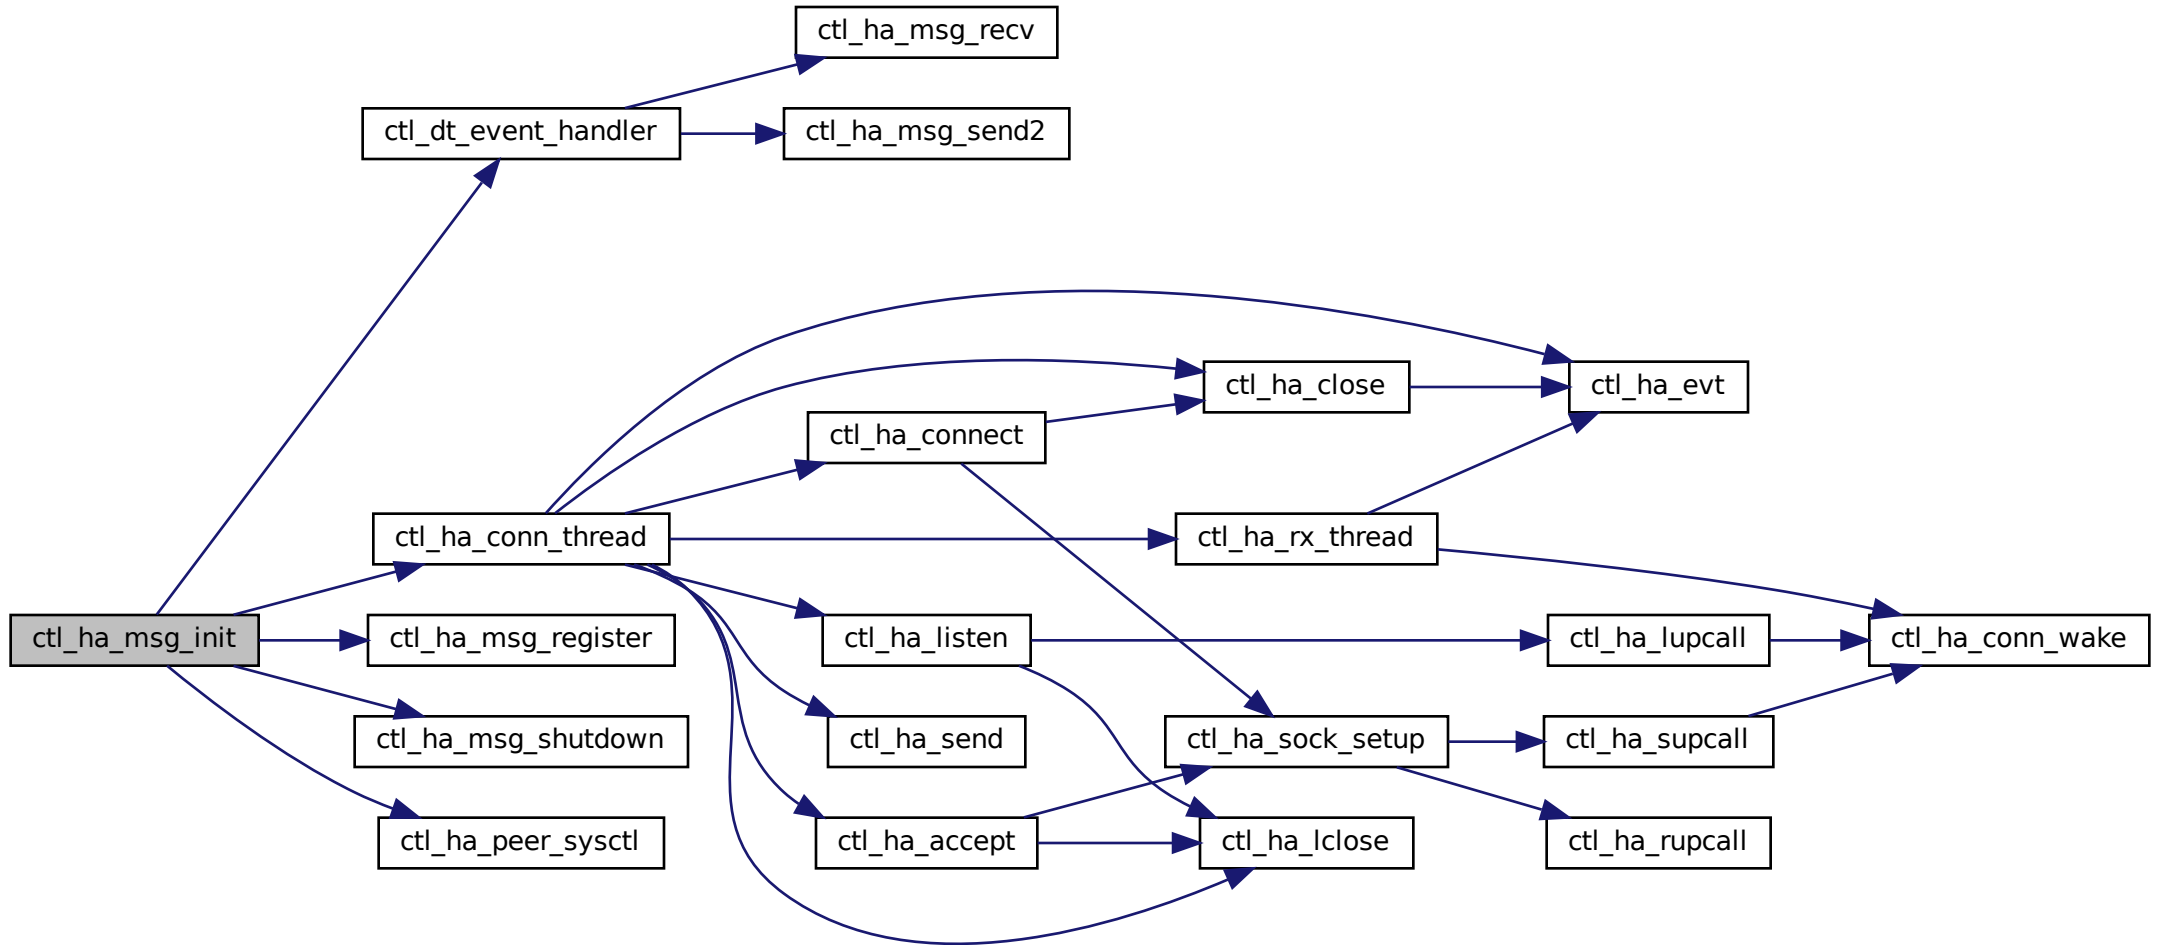 ctl_ha_msg_recv
ctl_dt_event_handler
ctl_ha_msg_send2
ctl_ha_close
ctl_ha_evt
ctl_ha_connect
ctl_ha_conn_thread
ctl_ha_rx_thread
ctl_ha_msg_init
ctl_ha_msg_register
ctl_ha_listen
ctl_ha_lupcall
ctl_ha_conn_wake
ctl_ha_msg_shutdown
ctl_ha_send
ctl_ha_sock_setup
ctl_ha_supcall
ctl_ha_peer_sysctl
ctl_ha_accept
ctl_ha_lclose
ctl_ha_rupcall